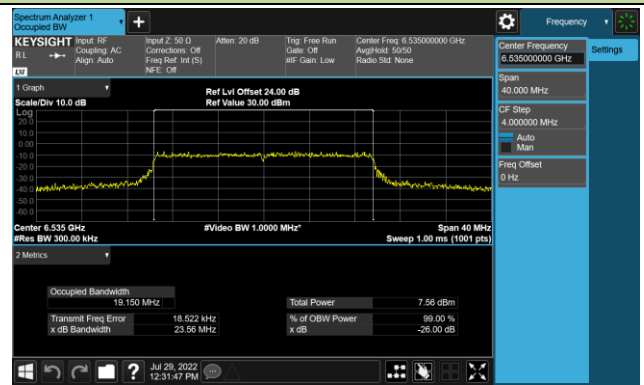 Spectrum Analyzer 1
Occupied BW
+
Frequency
KEYSIGHT
Input: RF
Input Z: 50 Ω
Atten: 20 dB
Trig: Free Run
Center Freq: 6.535000000 GHz
RL
Coupling: AC
Corrections: Off
Gate: Off
Avg|Hold: 50/50
Align: Auto
Freq Ref: Int (S)
#IF Gain: Low
Radio Std: None
LXI
NFE: Off
Center Frequency
6.535000000 GHz
Settings
Span
40.000 MHz
CF Step
4.000000 MHz
Auto
Man
Freq Offset
0 Hz
1 Graph
Ref Lvl Offset 24.00 dB
Scale/Div 10.0 dB
Ref Value 30.00 dBm
Log
20.0
10.0
0.00
-10.0
-20.0
-30.0
-40.0
-50.0
-60.0
Center 6.535 GHz
#Video BW 1.0000 MHz*
Span 40 MHz
#Res BW 300.00 kHz
Sweep 1.00 ms (1001 pts)
2 Metrics
Occupied Bandwidth
19.150 MHz
Total Power
7.56 dBm
Transmit Freq Error
18.522 kHz
% of OBW Power
99.00 %
x dB Bandwidth
23.56 MHz
x dB
-26.00 dB
?
Jul 29, 2022
12:31:47 PM